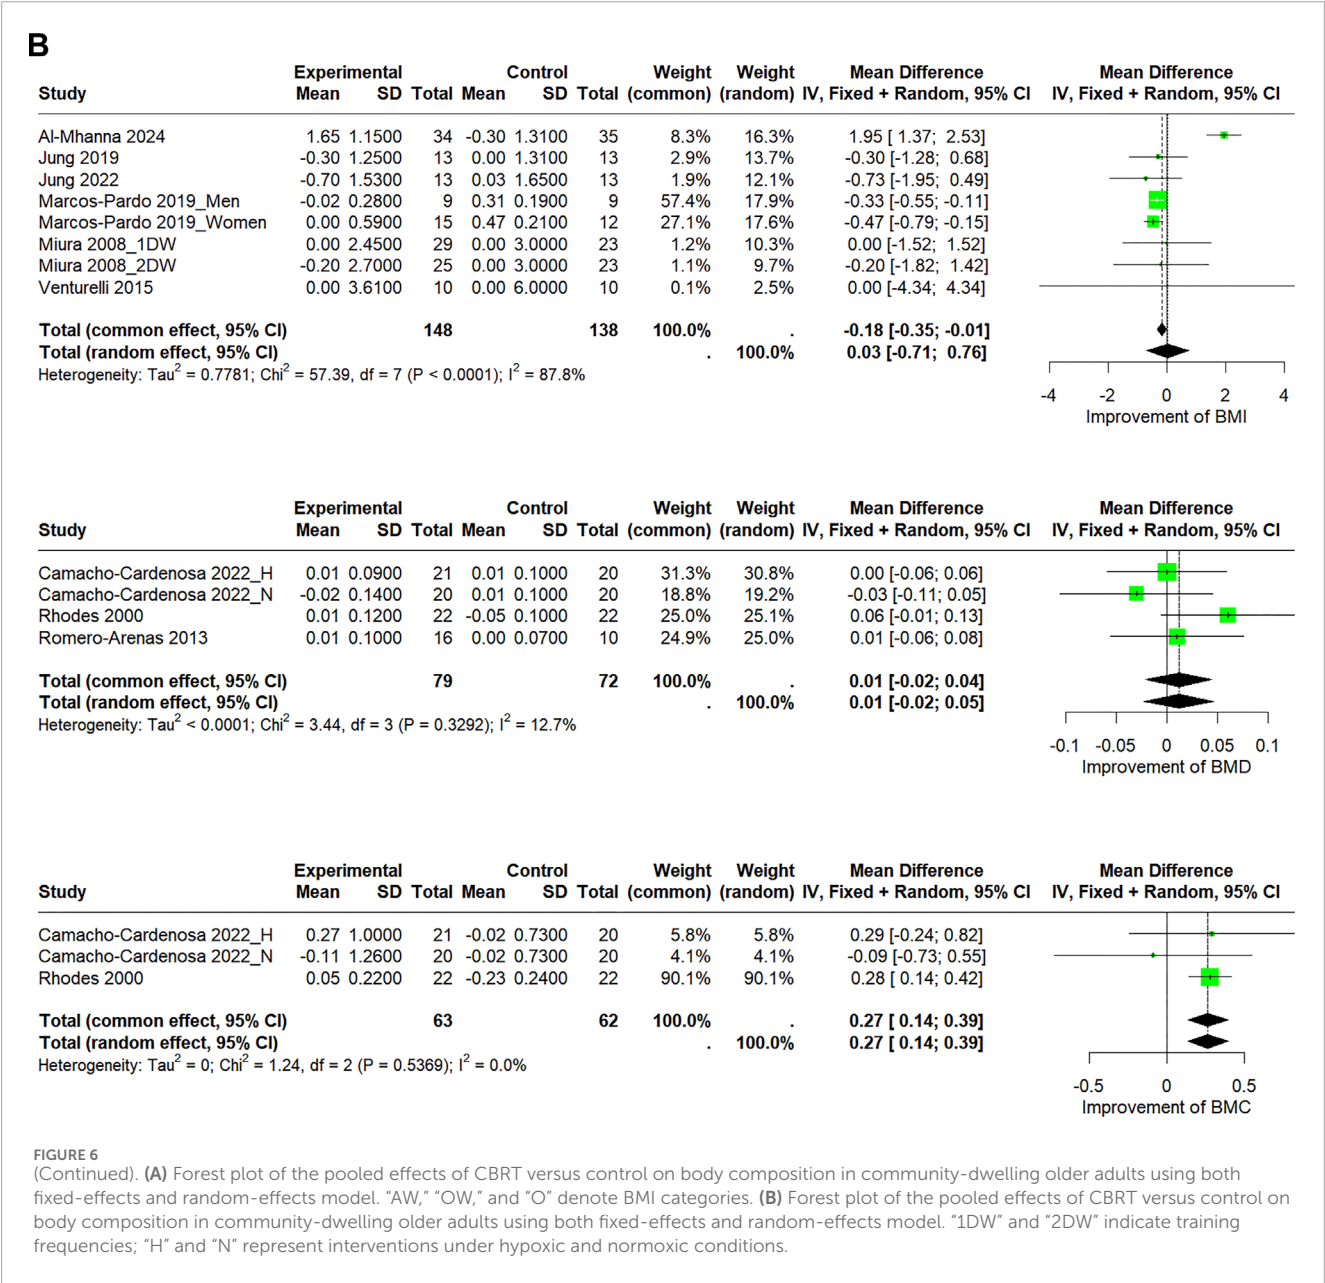 B
Experimental Control Weight Weight Mean Difference Mean Difference
Study Mean SD Total Mean SD Total (common) (random) IV, Fixed + Random, 95% CI IV, Fixed + Random, 95% CI
Al-Mhanna 2024 1.65 1.1500 34 -0.30 1.3100 35 8.3% 16.3% 1.95 [ 1.37; 2.53]
Jung 2019 -0.30 1.2500 13 0.00 1.3100 13 2.9% 13.7% -0.30 [-1.28; 0.68]
Jung 2022 -0.70 1.5300 13 0.03 1.6500 13 1.9% 12.1% -0.73 [-1.95; 0.49]
Marcos-Pardo 2019_Men -0.02 0.2800 9 0.31 0.1900 9 57.4% 17.9% -0.33 [-0.55; -0.11]
Marcos-Pardo 2019_Women 0.00 0.5900 15 0.47 0.2100 12 27.1% 17.6% -0.47 [-0.79; -0.15]
Miura 2008_1DW 0.00 2.4500 29 0.00 3.0000 23 1.2% 10.3% 0.00 [-1.52; 1.52]
Miura 2008_2DW -0.20 2.7000 25 0.00 3.0000 23 1.1% 9.7% -0.20 [-1.82; 1.42]
Venturelli 2015 0.00 3.6100 10 0.00 6.0000 10 0.1% 2.5% 0.00 [-4.34; 4.34]
Total (common effect, 95% CI) 148 138 100.0% . -0.18 [-0.35; -0.01]
Total (random effect, 95% CI) . 100.0% 0.03 [-0.71; 0.76]
Heterogeneity: Tau2 = 0.7781; Chi2 = 57.39, df = 7 (P < 0.0001); I2 = 87.8%
-4 -2 0 2 4
Improvement of BMI
Experimental Control Weight Weight Mean Difference Mean Difference
Study Mean SD Total Mean SD Total (common) (random) IV, Fixed + Random, 95% CI IV, Fixed + Random, 95% CI
Camacho-Cardenosa 2022_H 0.01 0.0900 21 0.01 0.1000 20 31.3% 30.8% 0.00 [-0.06; 0.06]
Camacho-Cardenosa 2022_N -0.02 0.1400 20 0.01 0.1000 20 18.8% 19.2% -0.03 [-0.11; 0.05]
Rhodes 2000 0.01 0.1200 22 -0.05 0.1000 22 25.0% 25.1% 0.06 [-0.01; 0.13]
Romero-Arenas 2013 0.01 0.1000 16 0.00 0.0700 10 24.9% 25.0% 0.01 [-0.06; 0.08]
Total (common effect, 95% CI) 79 72 100.0% . 0.01 [-0.02; 0.04]
Total (random effect, 95% CI) . 100.0% 0.01 [-0.02; 0.05]
Heterogeneity: Tau2 < 0.0001; Chi2 = 3.44, df = 3 (P = 0.3292); I2 = 12.7%
-0.1 -0.05 0 0.05 0.1
Improvement of BMD
Experimental Control Weight Weight Mean Difference Mean Difference
Study Mean SD Total Mean SD Total (common) (random) IV, Fixed + Random, 95% CI IV, Fixed + Random, 95% CI
Camacho-Cardenosa 2022_H 0.27 1.0000 21 -0.02 0.7300 20 5.8% 5.8% 0.29 [-0.24; 0.82]
Camacho-Cardenosa 2022_N -0.11 1.2600 20 -0.02 0.7300 20 4.1% 4.1% -0.09 [-0.73; 0.55]
Rhodes 2000 0.05 0.2200 22 -0.23 0.2400 22 90.1% 90.1% 0.28 [ 0.14; 0.42]
Total (common effect, 95% CI) 63 62 100.0% . 0.27 [ 0.14; 0.39]
Total (random effect, 95% CI) . 100.0% 0.27 [ 0.14; 0.39]
Heterogeneity: Tau2 = 0; Chi2 = 1.24, df = 2 (P = 0.5369); I2 = 0.0%
-0.5 0 0.5
Improvement of BMC
FIGURE 6
(Continued). (A) Forest plot of the pooled effects of CBRT versus control on body composition in community-dwelling older adults using both
fixed-effects and random-effects model. “AW,” “OW,” and “O” denote BMI categories. (B) Forest plot of the pooled effects of CBRT versus control on
body composition in community-dwelling older adults using both fixed-effects and random-effects model. “1DW” and “2DW” indicate training
frequencies; “H” and “N” represent interventions under hypoxic and normoxic conditions.